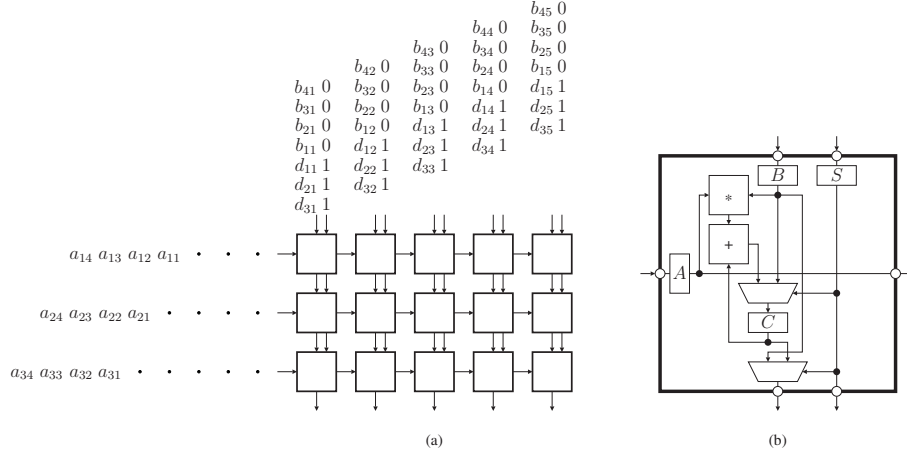 b45 0
b44 0 b35 0
b43 0 b34 0 b25 0
b42 0 b33 0 b24 0 b15 0
b41 0 b32 0 b23 0 b14 0 d15 1
b31 0 b22 0 b13 0 d14 1 d25 1
b21 0 b12 0 d13 1 d24 1 d35 1
b11 0 d12 1 d23 1 d34 1
d11 1 d22 1 d33 1
d21 1 d32 1
d31 1
a14 a13 a12 a11
a24 a23 a22 a21
a34 a33 a32 a31
(a)
B S
*
+
A
C
(b)